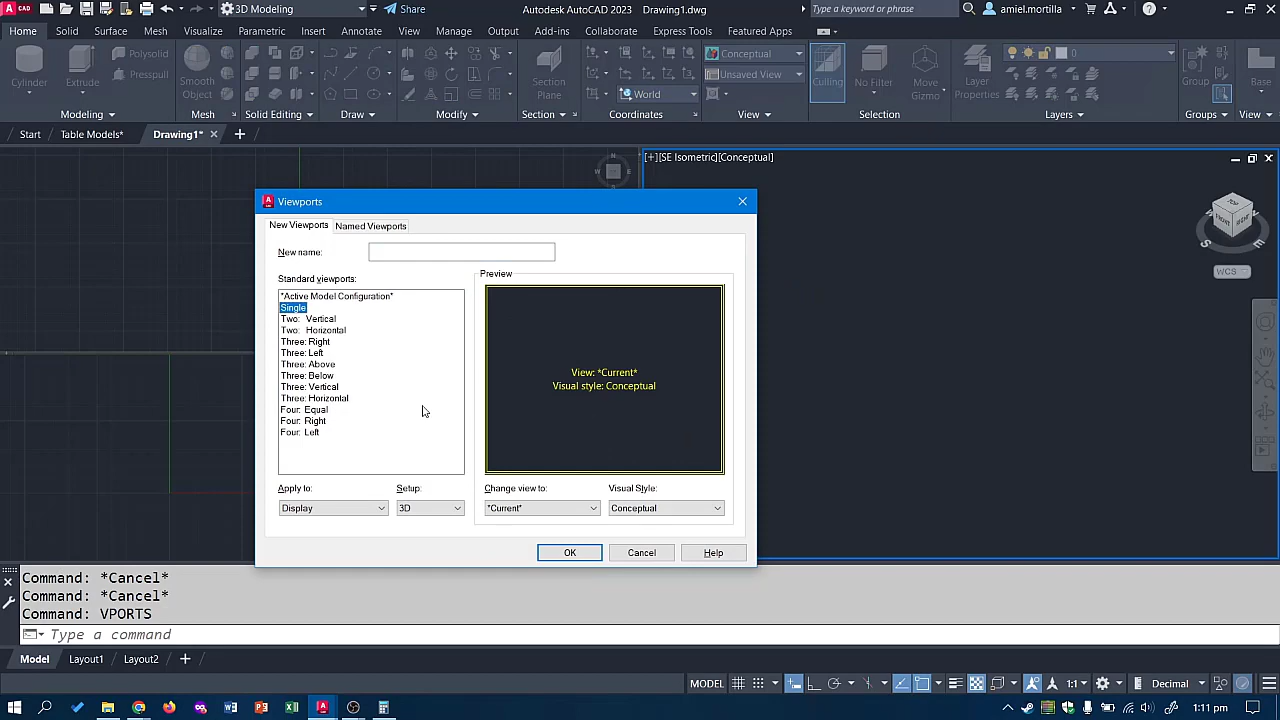 CAD
3D Modeling
Share
Autodesk AutoCAD 2023 Drawing1.dwg
Type a keyword or phrase
amiel.mortilla
Home Solid Surface Mesh Visualize Parametric Insert Annotate View Manage Output Add-ins Collaborate Express Tools Featured Apps
Cylinder
Extrude
Polysolid
Presspull
Smooth
Object
Section
Plane
World
Conceptual
Unsaved View
Culling
No Filter
Move
Gizmo
Layer
Properties
0
Group
Base
Modeling Mesh Solid Editing Draw Modify Section Coordinates View Selection Layers Groups View
Start Table Models* Drawing1*
[+][SE Isometric][Conceptual]
N
W E
S
TOP
FRONT RIGHT
S E
WCS
Viewports
New Viewports Named Viewports
New name:
Standard viewports:
*Active Model Configuration*
Single
Two: Vertical
Two: Horizontal
Three: Right
Three: Left
Three: Above
Three: Below
Three: Vertical
Three: Horizontal
Four: Equal
Four: Right
Four: Left
Preview
View: *Current*
Visual style: Conceptual
Apply to: Setup: Change view to: Visual Style:
Display 3D *Current* Conceptual
OK Cancel Help
Command: *Cancel*
Command: *Cancel*
Command: VPORTS
Type a command
Model Layout1 Layout2
MODEL 1:1 Decimal
1:11 pm